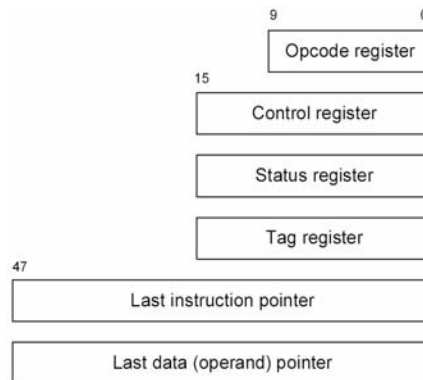 9
Opcode register
15
Control register
Status register
Tag register
47
Last instruction pointer
Last data (operand) pointer